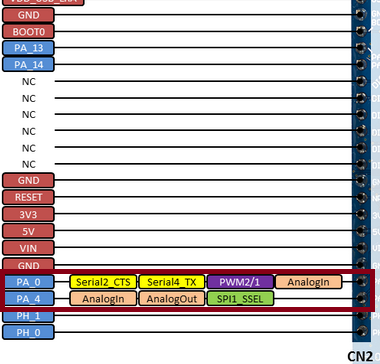 GND
BOOT0
PA_13
PA_14
NC
NC
NC
NC
NC
NC
GND
RESET
3V3
5V
VIN
GND
PA_0 Serial2_CTS Serial4_TX PWM2/1 AnalogIn
PA_4 AnalogIn AnalogOut SPI1_SSEL
PH_1
PH_0
CN2